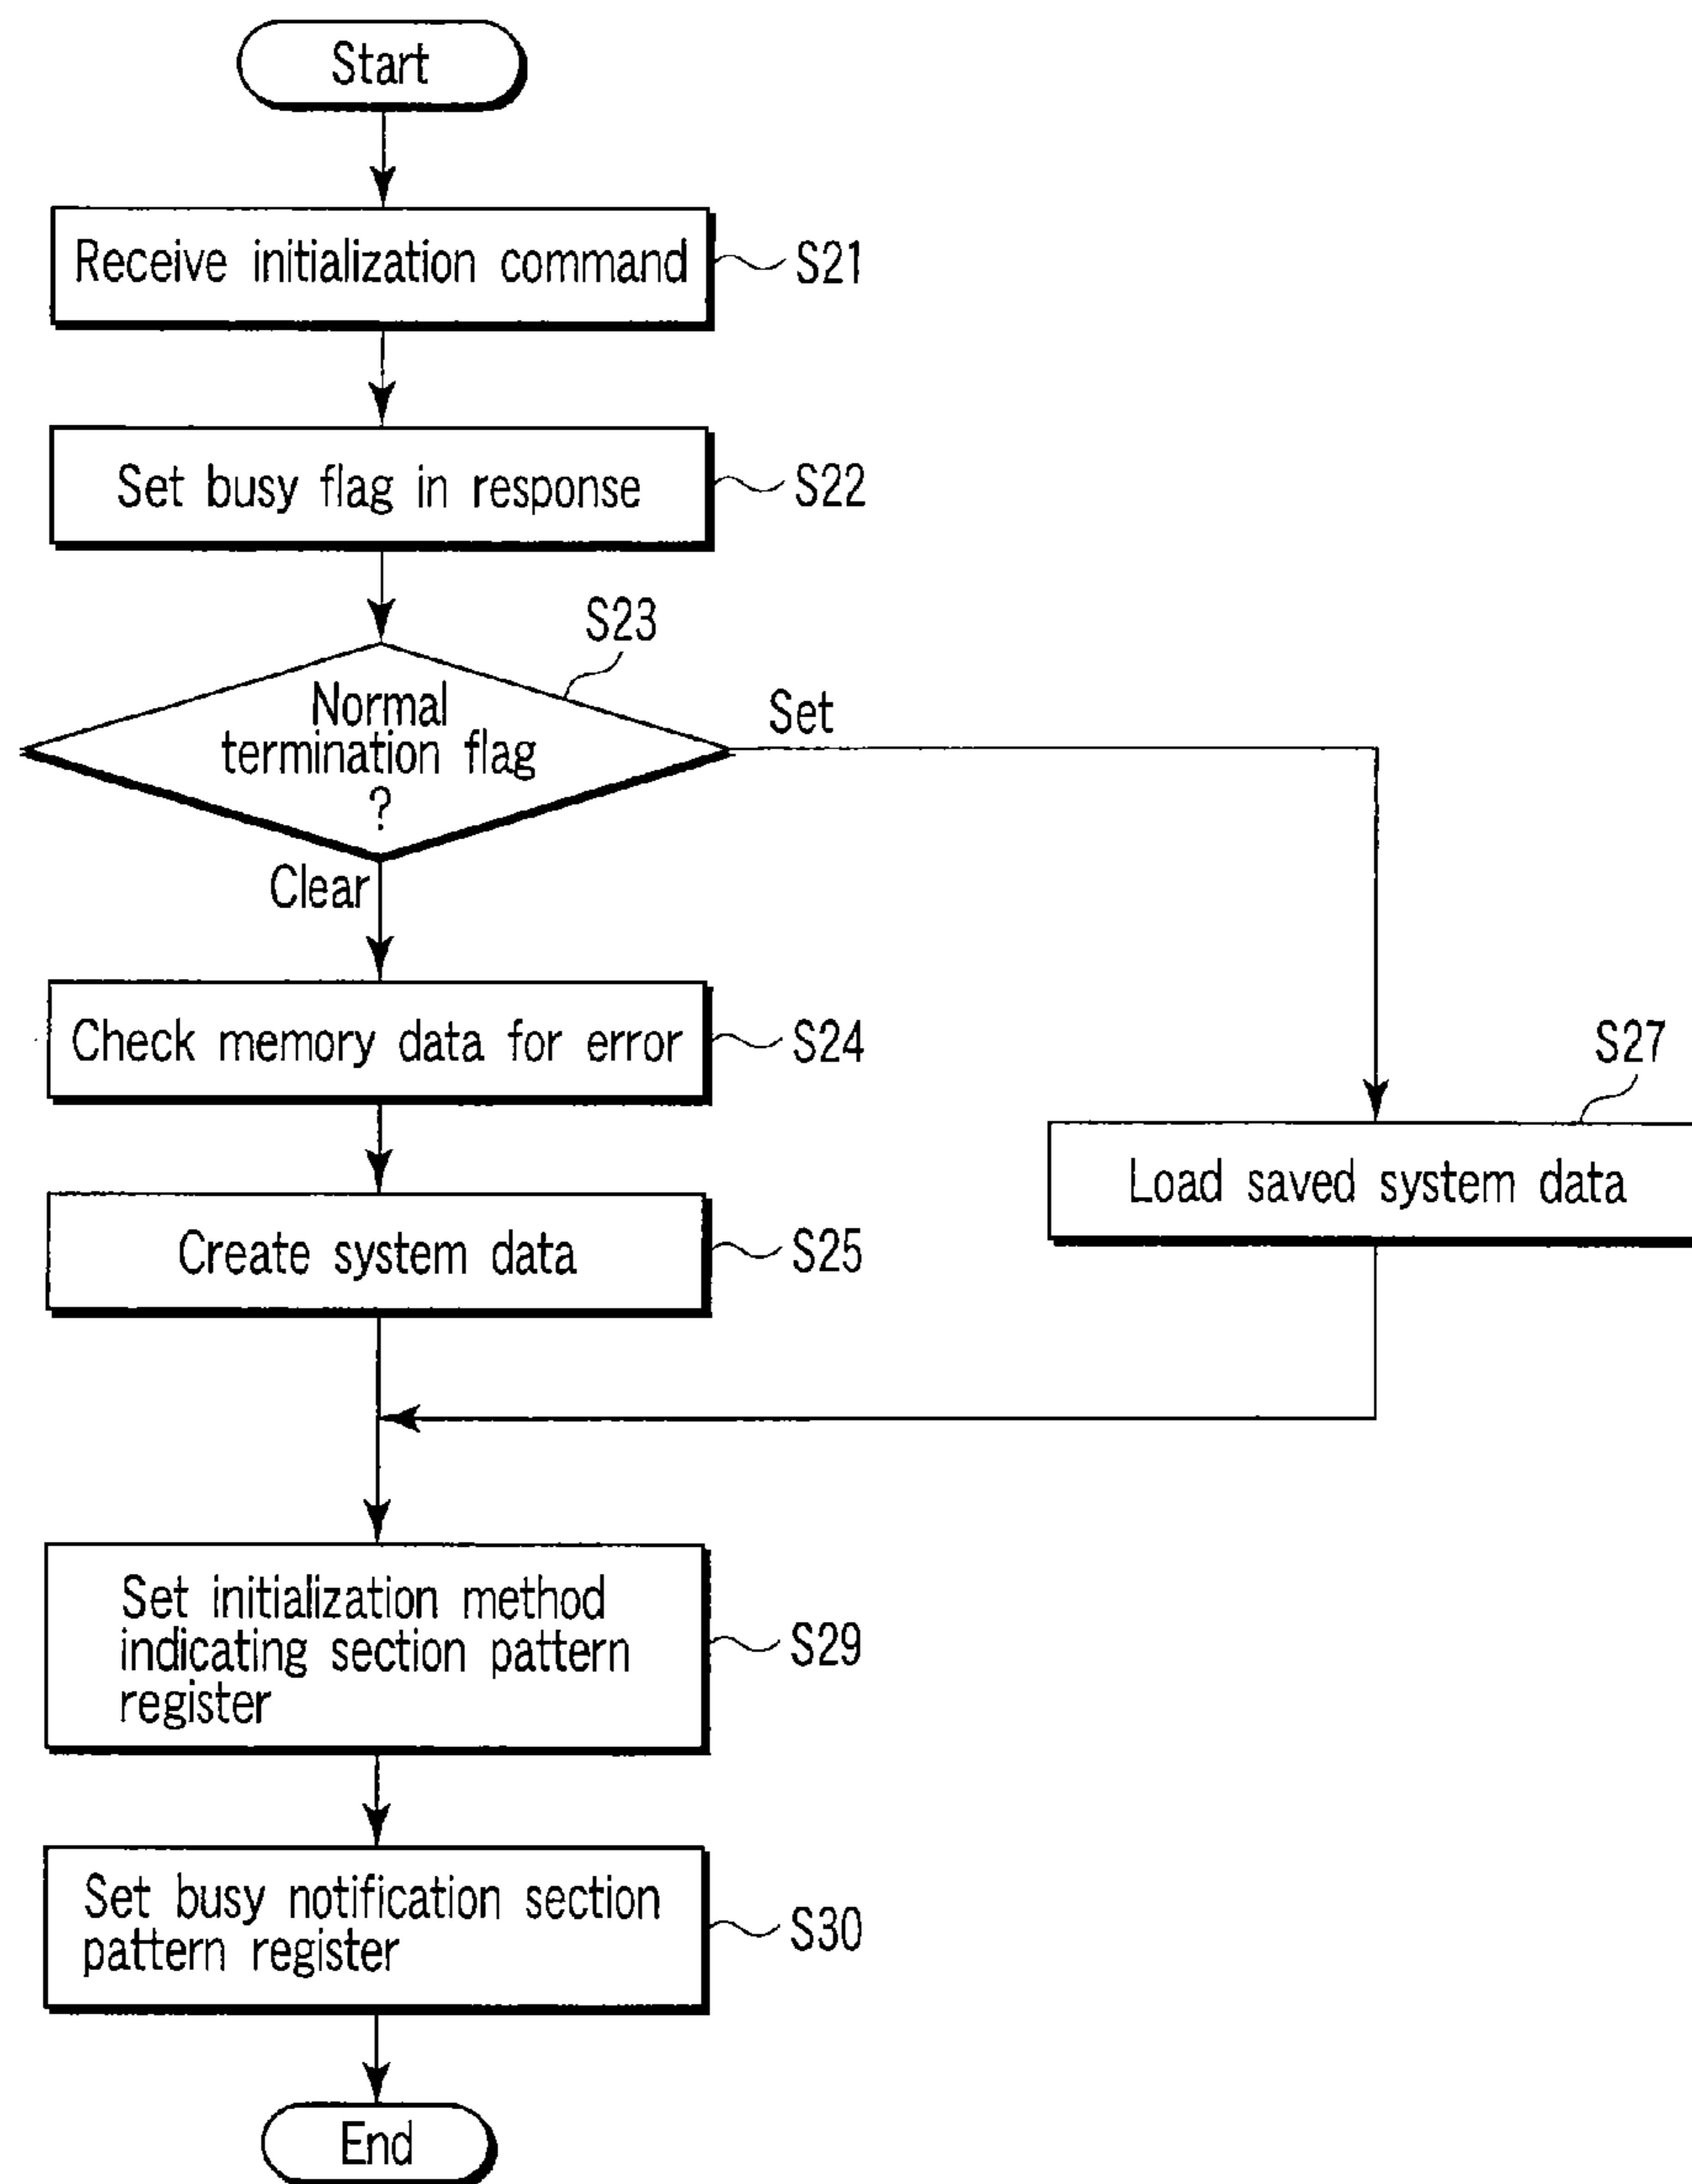 Start
Receive initialization command
S21
Set busy flag in response
S22
S23
Normal
termination flag
?
Set
Clear
Check memory data for error
S24
S27
Load saved system data
Create system data
S25
Set initialization method
indicating section pattern
register
S29
Set busy notification section
pattern register
S30
End